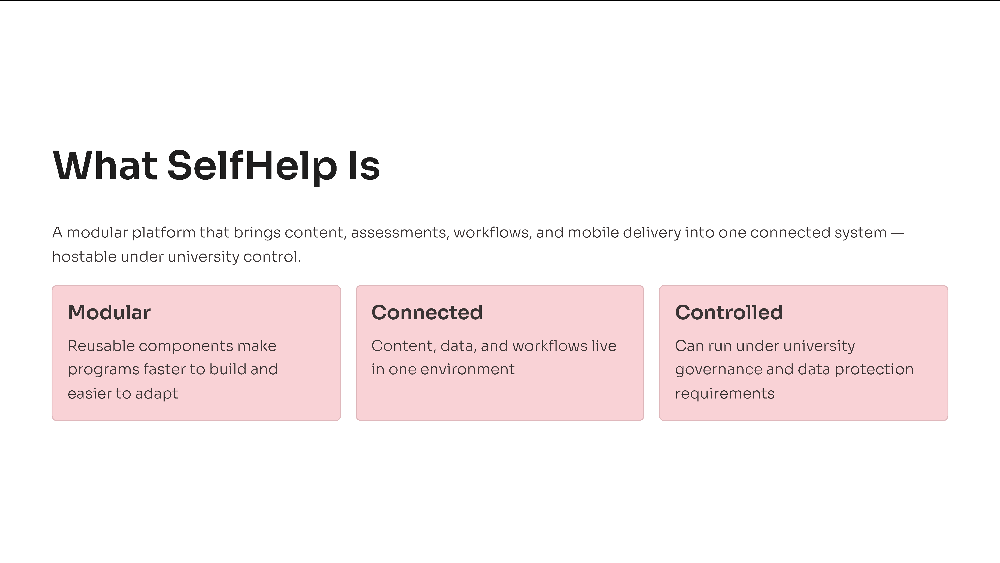 What SelfHelp Is
A modular platform that brings content, assessments, workflows, and mobile delivery into one connected system —
hostable under university control.
Modular
Reusable components make
programs faster to build and
easier to adapt
Connected
Content, data, and workflows live
in one environment
Controlled
Can run under university
governance and data protection
requirements